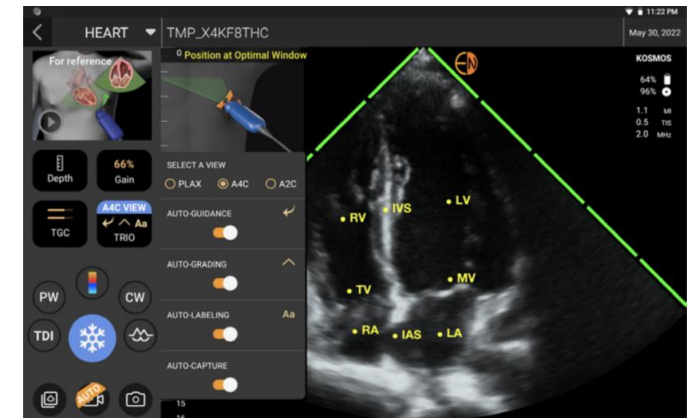 11:22 PM
HEART
TMP_X4KF8THC
May 30, 2022
For reference
0 Position at Optimal Window
KOSMOS
64%
96%
1.1 MI
0.5 TIS
2.0 MHz
Depth
66%
Gain
SELECT A VIEW
PLAX A4C A2C
TGC
A4C VIEW
Aa
TRIO
AUTO-GUIDANCE
AUTO-GRADING
AUTO-LABELING Aa
AUTO-CAPTURE
PW
CW
TDI
AUTO
15
RV
IVS
LV
TV
MV
RA
IAS
LA